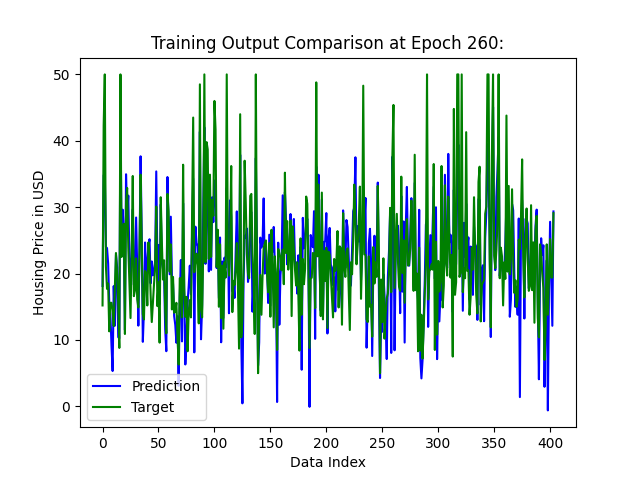 Training Output Comparison at Epoch 260:
50
40
30
20
10
0
Housing Price in USD
Prediction
Target
0 50 100 150 200 250 300 350 400
Data Index